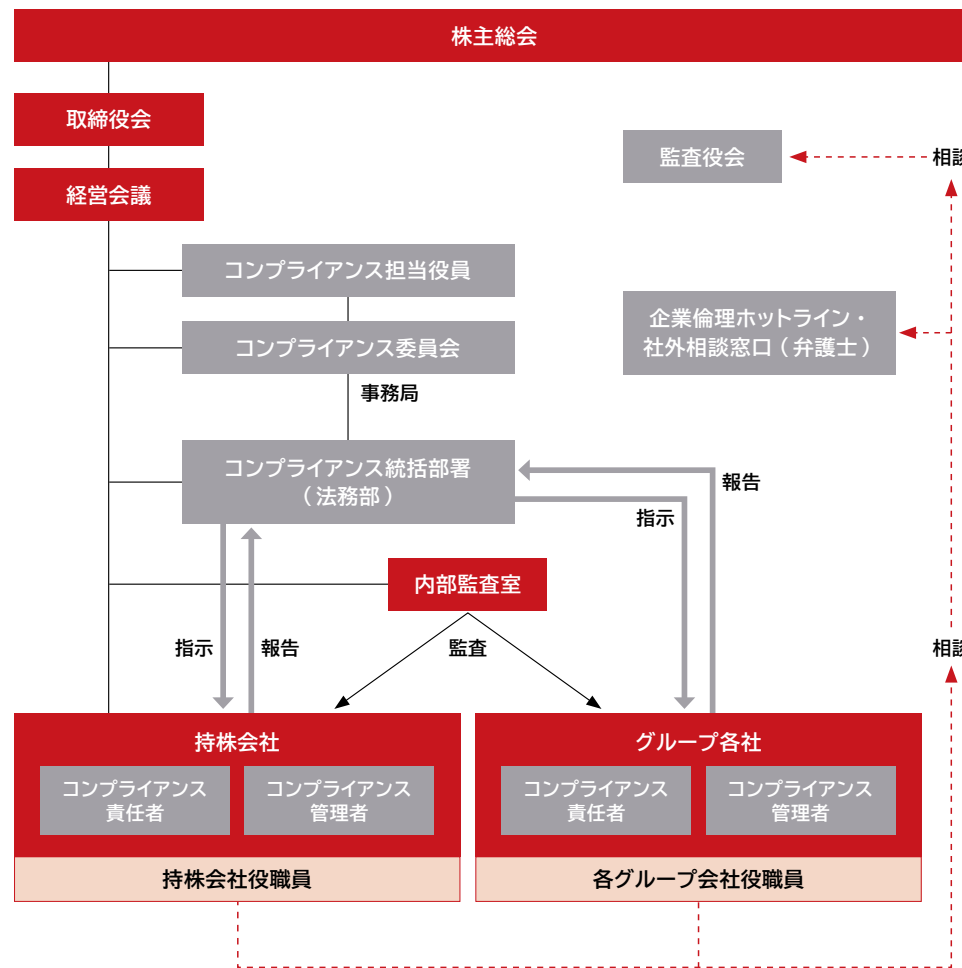 株主総会
取締役会
監査役会
相談
経営会議
コンプライアンス担当役員
企業倫理ホットライン・
社外相談窓口（弁護士）
コンプライアンス委員会
事務局
コンプライアンス統括部署
（法務部）
報告
指示
内部監査室
指示
報告
監査
相談
持株会社
コンプライアンス
責任者
コンプライアンス
管理者
持株会社役職員
グループ各社
コンプライアンス
責任者
コンプライアンス
管理者
各グループ会社役職員